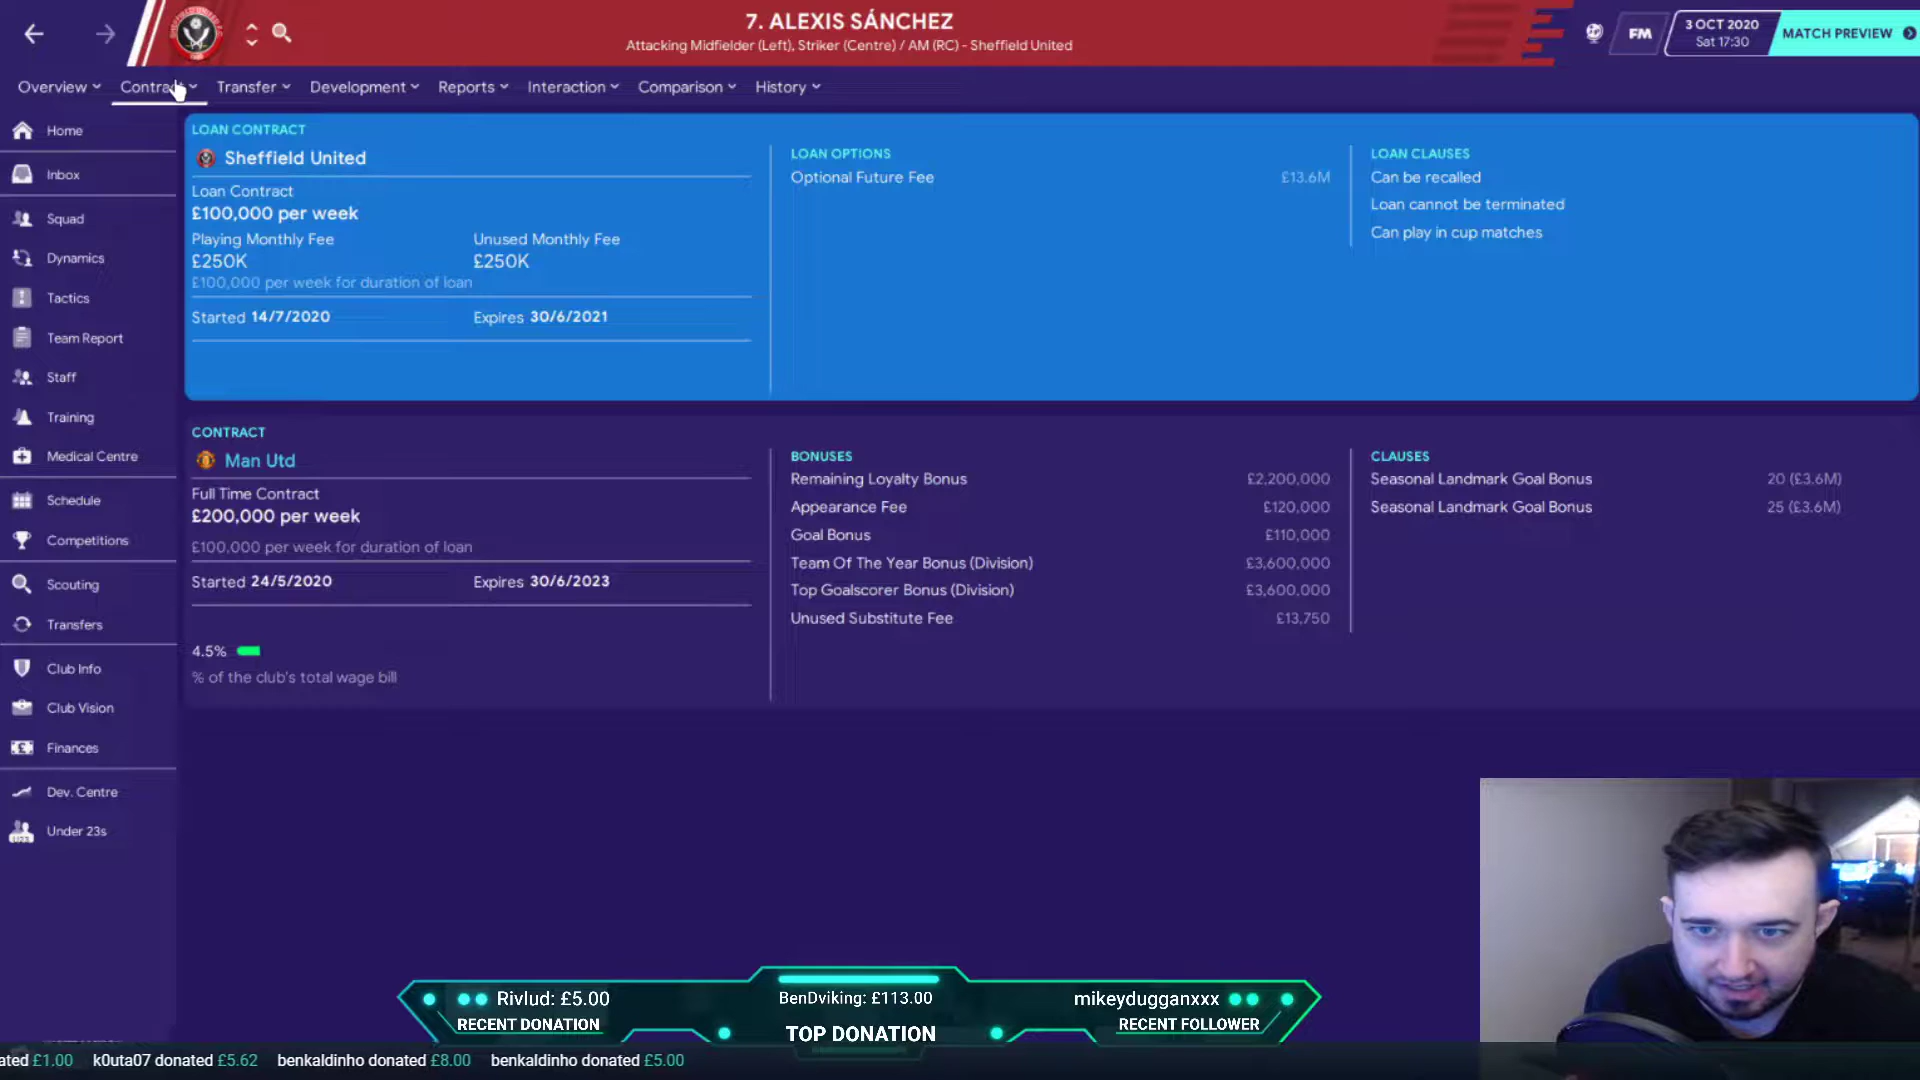 7. ALEXIS SÁNCHEZ
Attacking Midfielder (Left), Striker (Centre) / AM (RC) - Sheffield United
FM
3 OCT 2020
Sat 17:30
MATCH PREVIEW
Overview
Transfer
Development
Reports
Interaction
Comparison
History
Home
Inbox
Squad
Dynamics
Tactics
Team Report
Staff
Training
Medical Centre
Schedule
Competitions
Scouting
Transfers
Club Info
Club Vision
Finances
Dev. Centre
Under 23s
LOAN CONTRACT
Sheffield United
Loan Contract
£100,000 per week
Playing Monthly Fee
£250K
Unused Monthly Fee
£250K
£100,000 per week for duration of loan
Started 14/7/2020
Expires 30/6/2021
LOAN OPTIONS
Optional Future Fee £13.6M
LOAN CLAUSES
Can be recalled
Loan cannot be terminated
Can play in cup matches
CONTRACT
Man Utd
Full Time Contract
£200,000 per week
£100,000 per week for duration of loan
Started 24/5/2020
Expires 30/6/2023
4.5%
% of the club's total wage bill
BONUSES
Remaining Loyalty Bonus £2,200,000
Appearance Fee £120,000
Goal Bonus £110,000
Team Of The Year Bonus (Division) £3,600,000
Top Goalscorer Bonus (Division) £3,600,000
Unused Substitute Fee £13,750
CLAUSES
Seasonal Landmark Goal Bonus 20 (£3.6M)
Seasonal Landmark Goal Bonus 25 (£3.6M)
Rivlud: £5.00
RECENT DONATION
BenDviking: £113.00
TOP DONATION
mikeydugganxxx
RECENT FOLLOWER
ated £1.00 k0uta07 donated £5.62 benkaldinho donated £8.00 benkaldinho donated £5.00